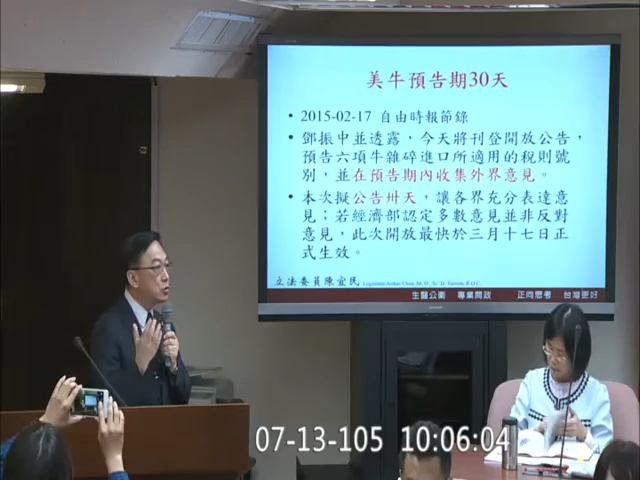 美牛預告期30天
• 2015-02-17 自由時報節錄
• 鄧振中並透露，今天將刊登開放公告，
預告六項牛雜碎進口所適用的稅則號
別，並在預告期內收集外界意見。
• 本次擬公告卅天，讓各界充分表達意
見；若經濟部認定多數意見並非反對
意見，此次開放最快於三月十七日正
式生效。
立法委員陳宜民
生醫公衛 專業問政 正向思考 台灣更好
07-13-105 10:06:04